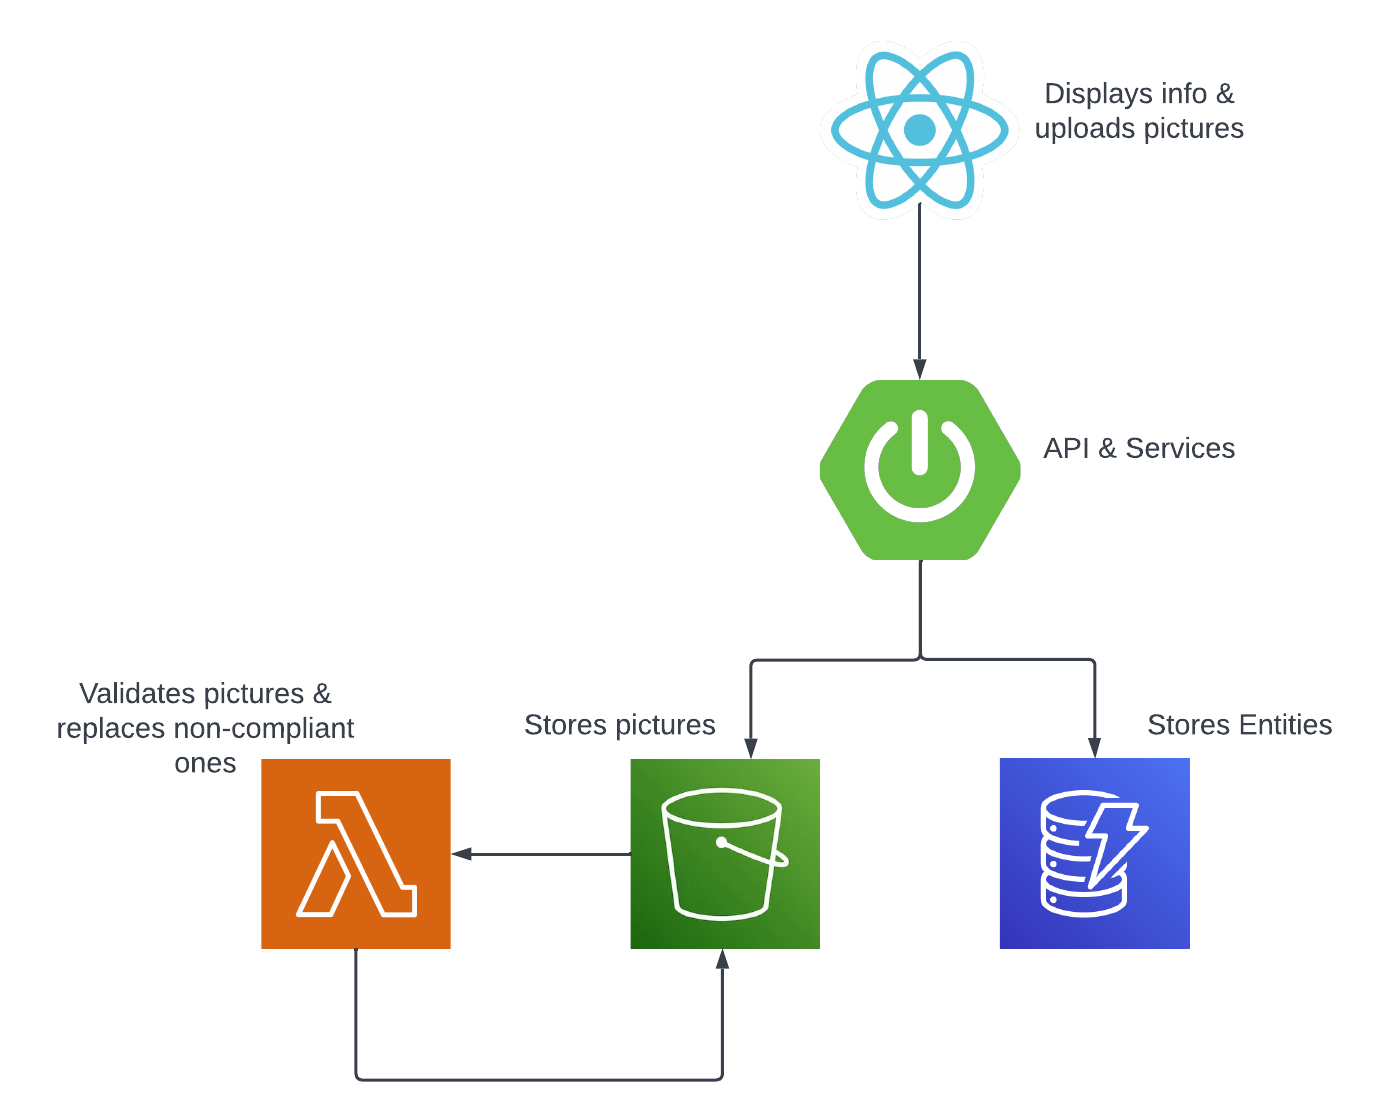 Displays info &
uploads pictures
API & Services
Validates pictures &
replaces non-compliant
ones
Stores pictures
Stores Entities